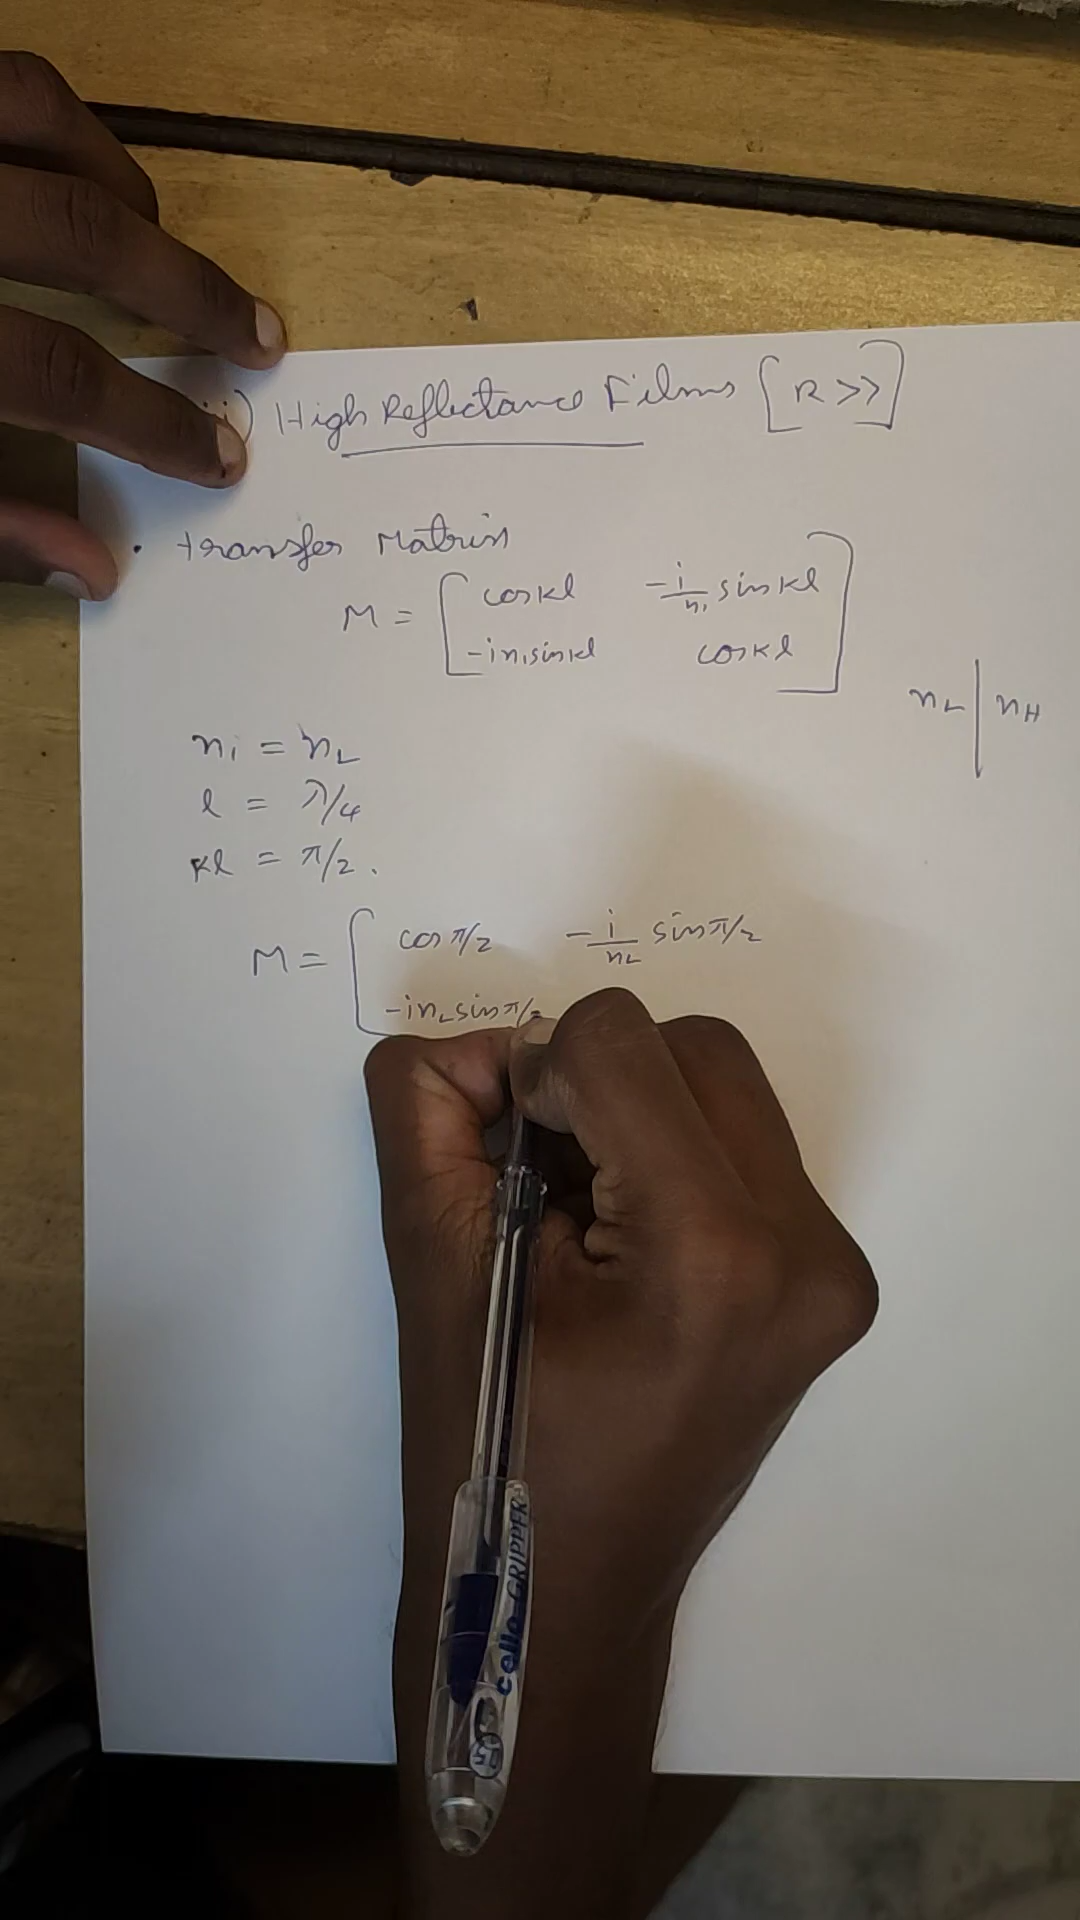 ii) High Reflectance Films [R >>]
• transfer Matrix
M = [ cos kl -i/n₁ sin kl
-in₁ sin kl cos kl ]
n_L | n_H
n₁ = n_L
l = λ/4
kl = π/2.
M = [ cos π/2 -i/n_L sin π/2
-in_L sin π/2
cello GRIPPER